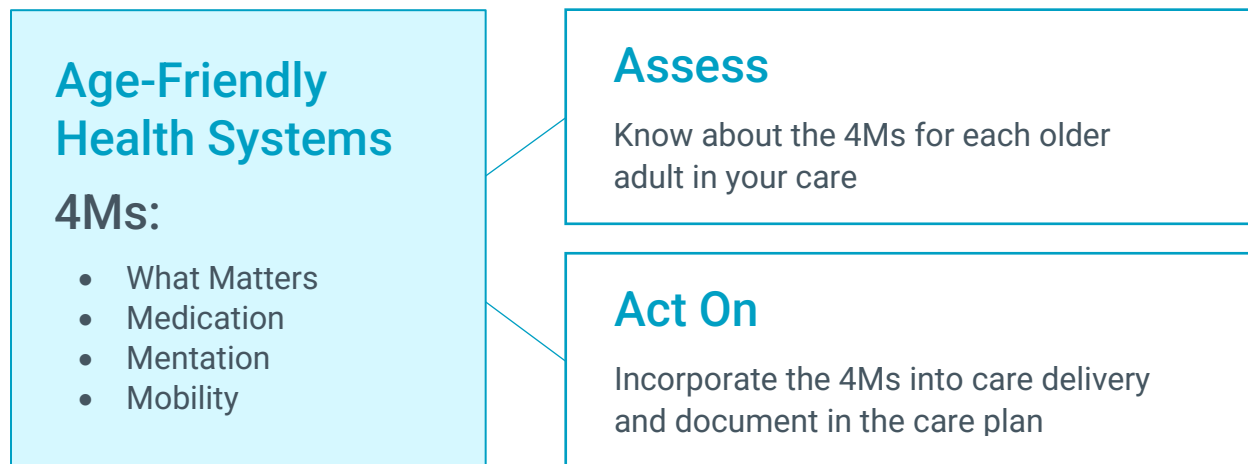 Age-Friendly
Health Systems
4Ms:
● What Matters
● Medication
● Mentation
● Mobility
Assess
Know about the 4Ms for each older
adult in your care
Act On
Incorporate the 4Ms into care delivery
and document in the care plan